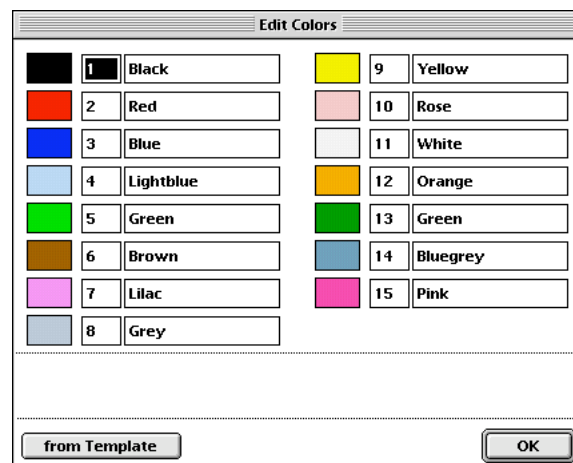 Edit Colors
1 Black
2 Red
3 Blue
4 Lightblue
5 Green
6 Brown
7 Lilac
8 Grey
9 Yellow
10 Rose
11 White
12 Orange
13 Green
14 Bluegrey
15 Pink
from Template
OK